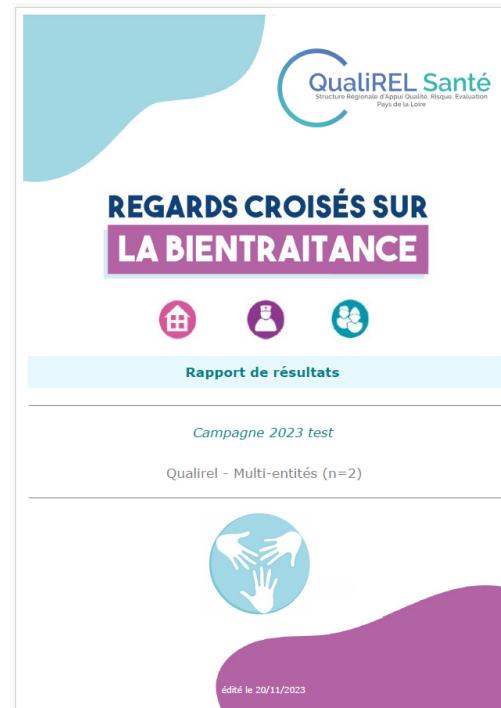 QualiREL Santé
Structure Régionale d'Appui Qualité, Risque, Evaluation
Pays de la Loire
REGARDS CROISÉS SUR
LA BIENTRAITANCE
Rapport de résultats
Campagne 2023 test
Qualirel - Multi-entités (n=2)
édité le 20/11/2023